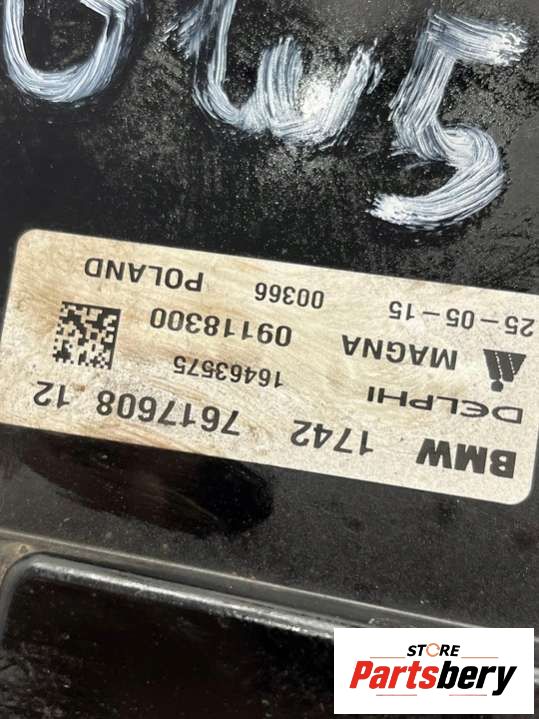 BMW 1742 7617608 12
DELPHI 16463575
MAGNA 09118300
25-05-15 00366 POLAND
STORE
Partsbery